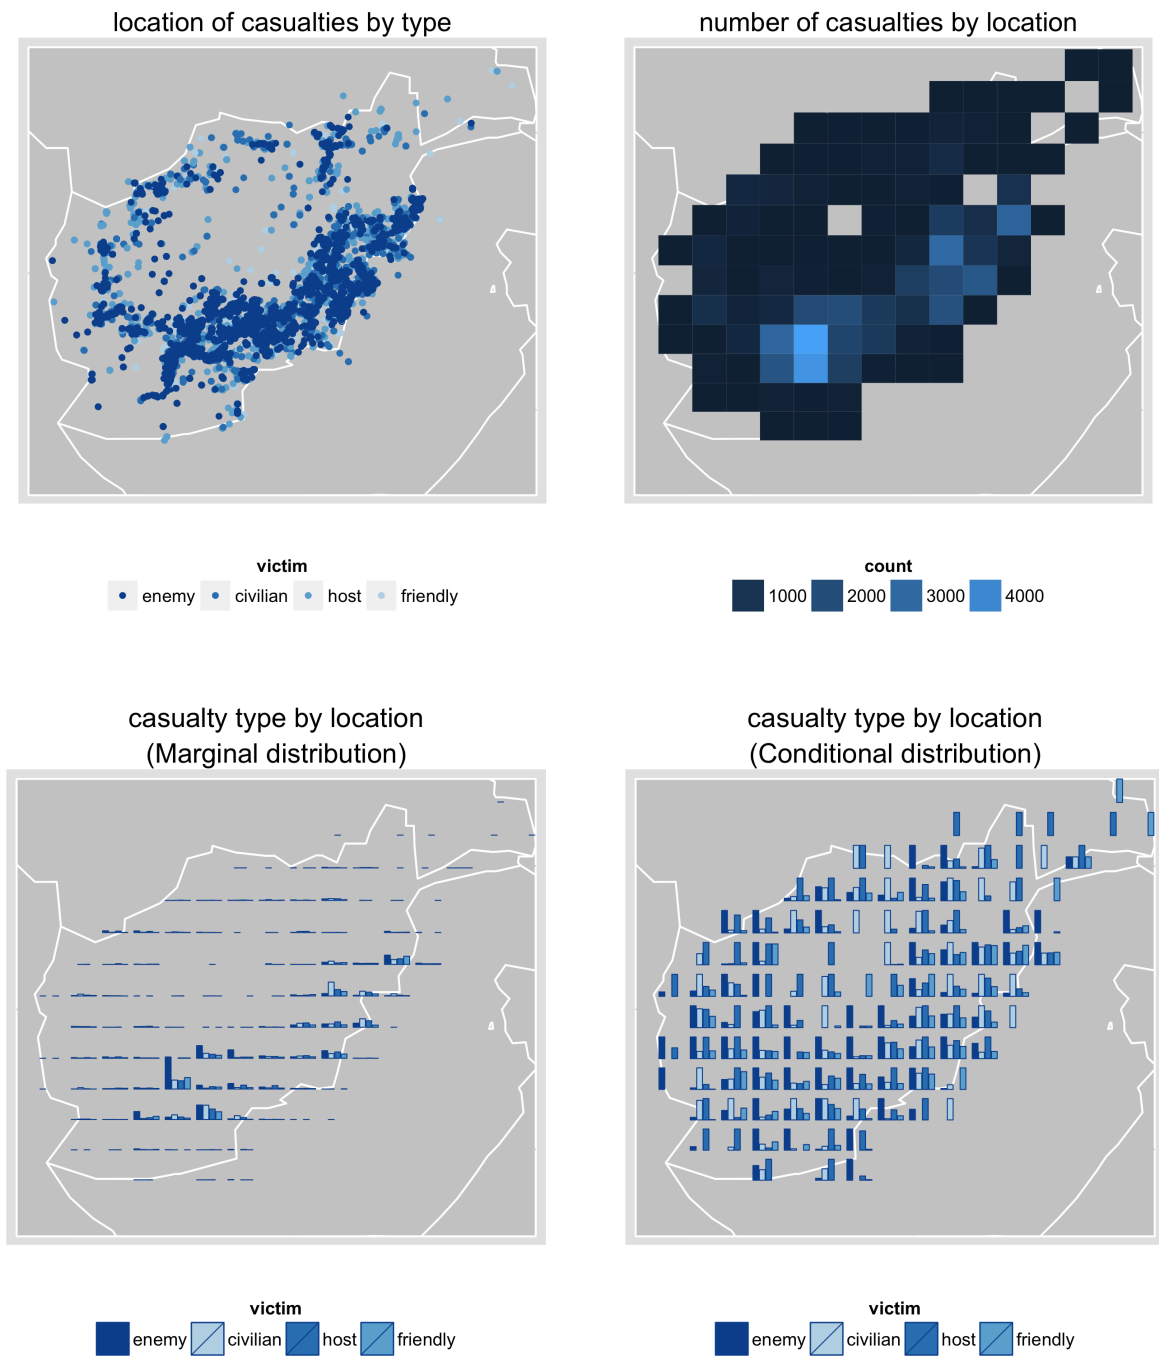 location of casualties by type
number of casualties by location
victim
enemy civilian host friendly
count
1000 2000 3000 4000
casualty type by location
(Marginal distribution)
casualty type by location
(Conditional distribution)
victim
enemy civilian host friendly
victim
enemy civilian host friendly